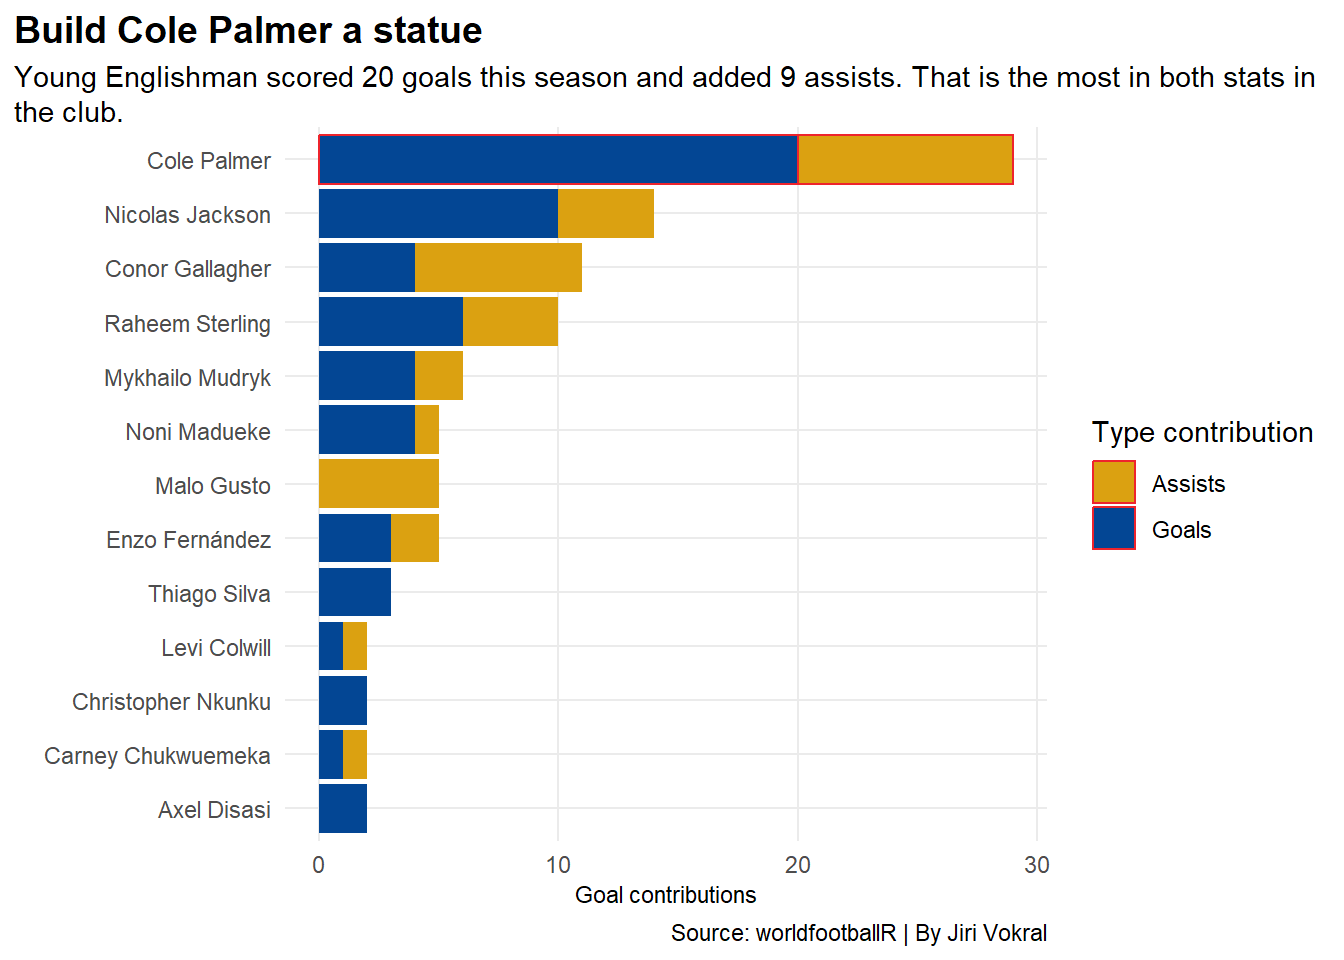 Build Cole Palmer a statue
Young Englishman scored 20 goals this season and added 9 assists. That is the most in both stats in
the club.
Cole Palmer
Nicolas Jackson
Conor Gallagher
Raheem Sterling
Mykhailo Mudryk
Noni Madueke
Malo Gusto
Enzo Fernández
Thiago Silva
Levi Colwill
Christopher Nkunku
Carney Chukwuemeka
Axel Disasi
0 10 20 30
Goal contributions
Type contribution
Assists
Goals
Source: worldfootballR | By Jiri Vokral